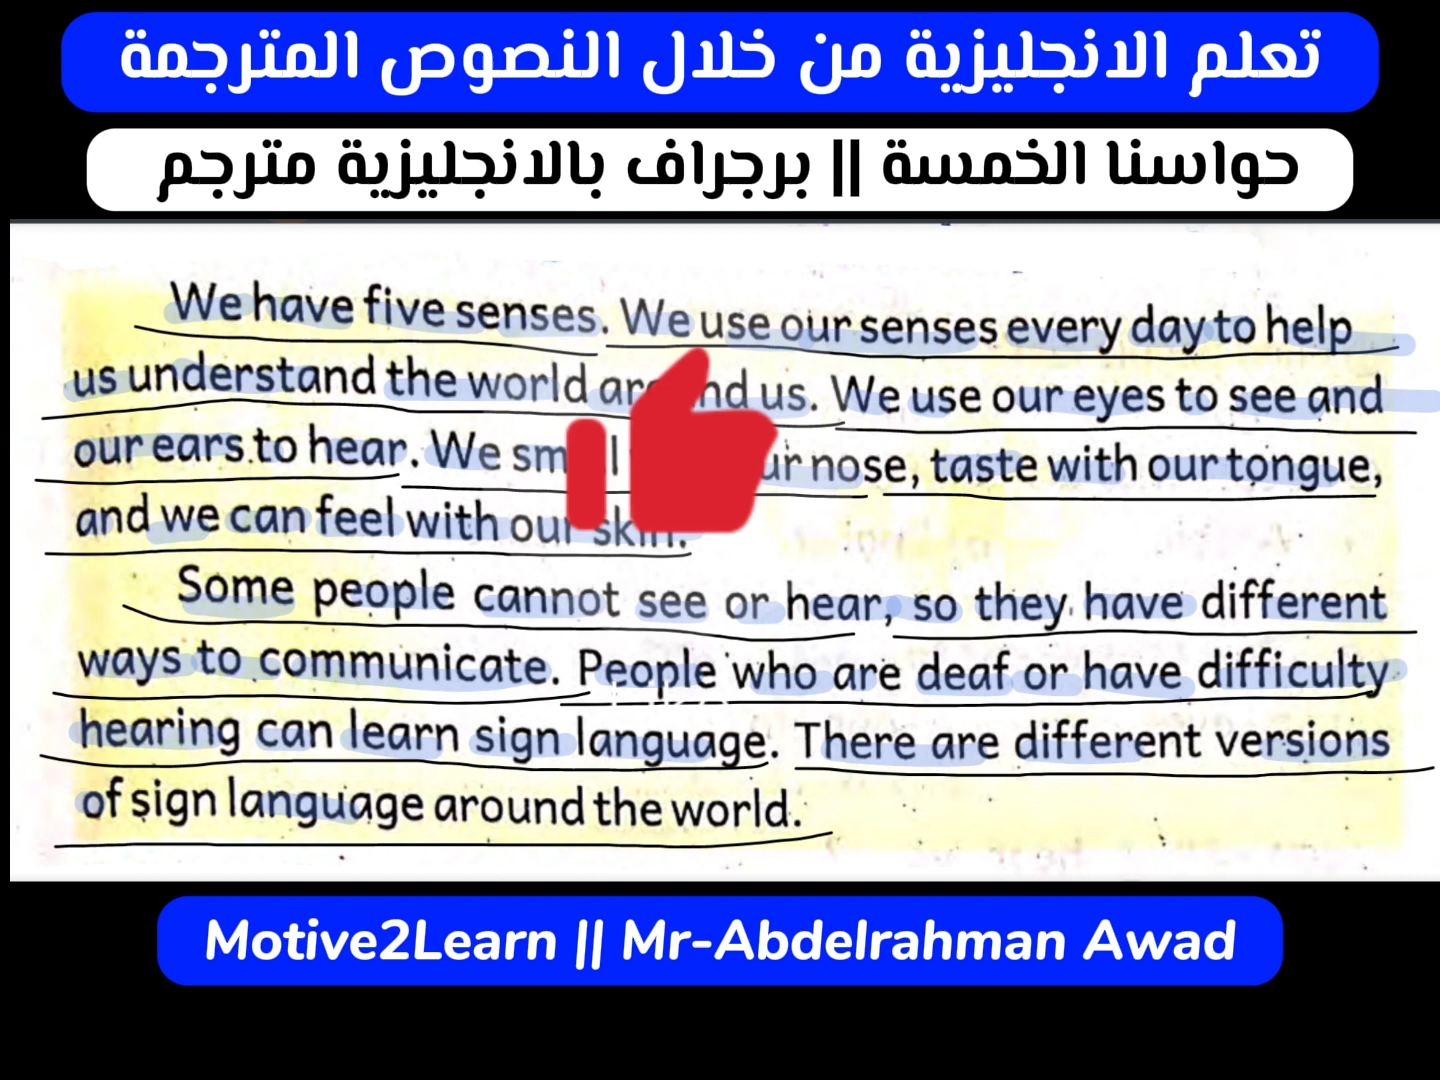 تعلم الانجليزية من خلال النصوص المترجمة
حواسنا الخمسة || برجراف بالانجليزية مترجم
We have five senses. We use our senses every day to help
us understand the world us. We use our eyes to see and
our ears to hear. We nose, taste with our tongue,
and we can feel with our skin.
Some people cannot see or hear, so they have different
ways to communicate. People who are deaf or have difficulty
hearing can learn sign language. There are different versions
of sign language around the world.
Motive2Learn || Mr-Abdelrahman Awad